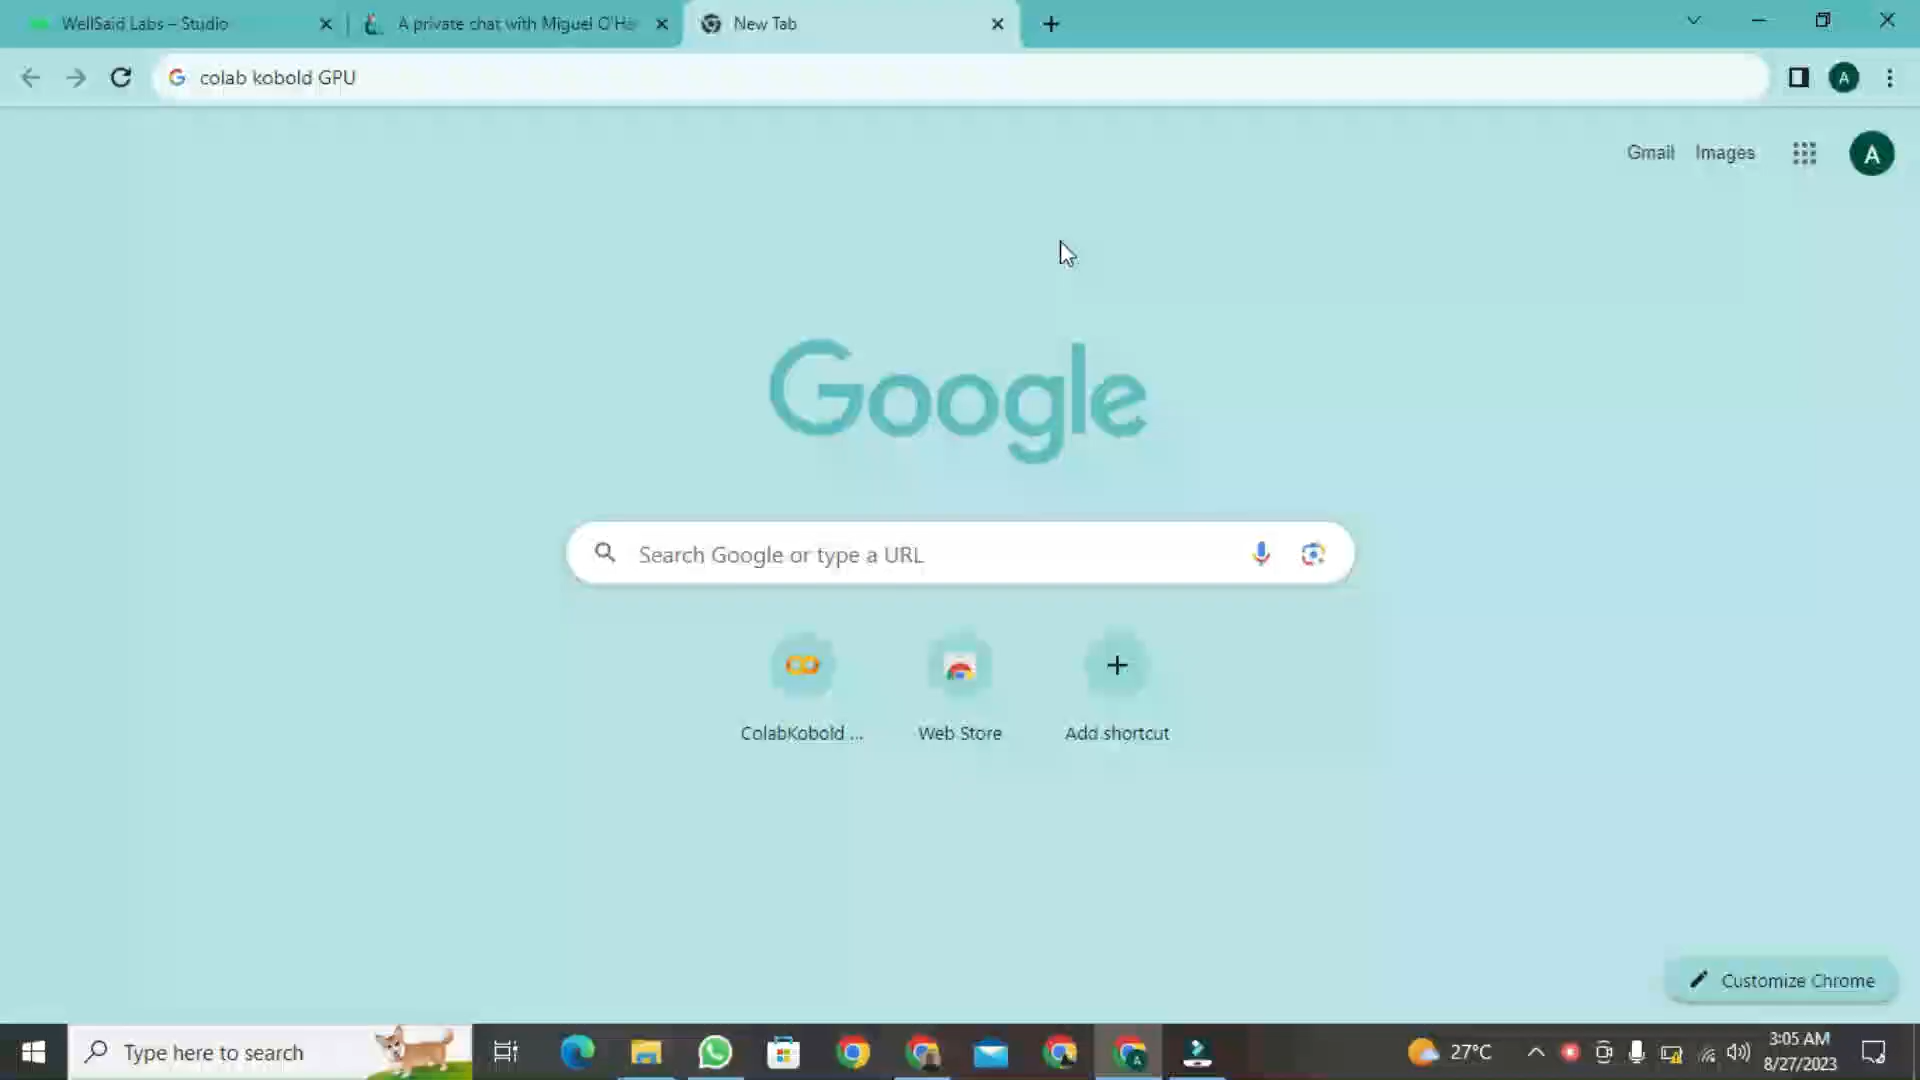 WellSaid Labs – Studio
A private chat with Miguel O'Ha
New Tab
colab kobold GPU
A
Gmail
Images
A
Google
Search Google or type a URL
ColabKobold ...
Web Store
Add shortcut
Customize Chrome
Type here to search
A
27°C
3:05 AM
8/27/2023